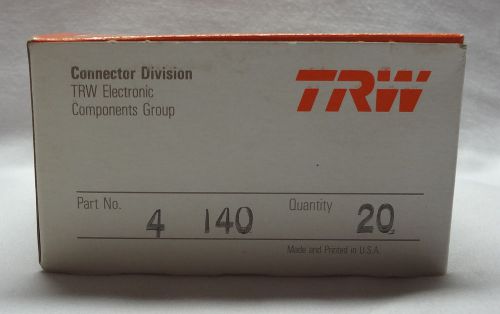 Connector Division
TRW Electronic
Components Group
TRW
Part No. 4 140 Quantity 20
Made and Printed in U.S.A.